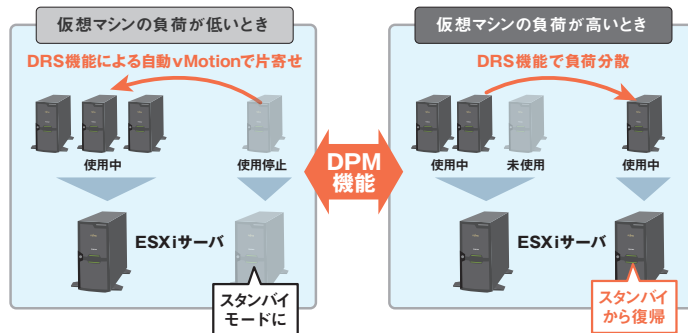 仮想マシンの負荷が低いとき
DRS機能による自動vMotionで片寄せ
使用中
使用停止
ESXiサーバ
スタンバイ
モードに
DPM
機能
仮想マシンの負荷が高いとき
DRS機能で負荷分散
使用中
未使用
使用中
ESXiサーバ
スタンバイ
から復帰